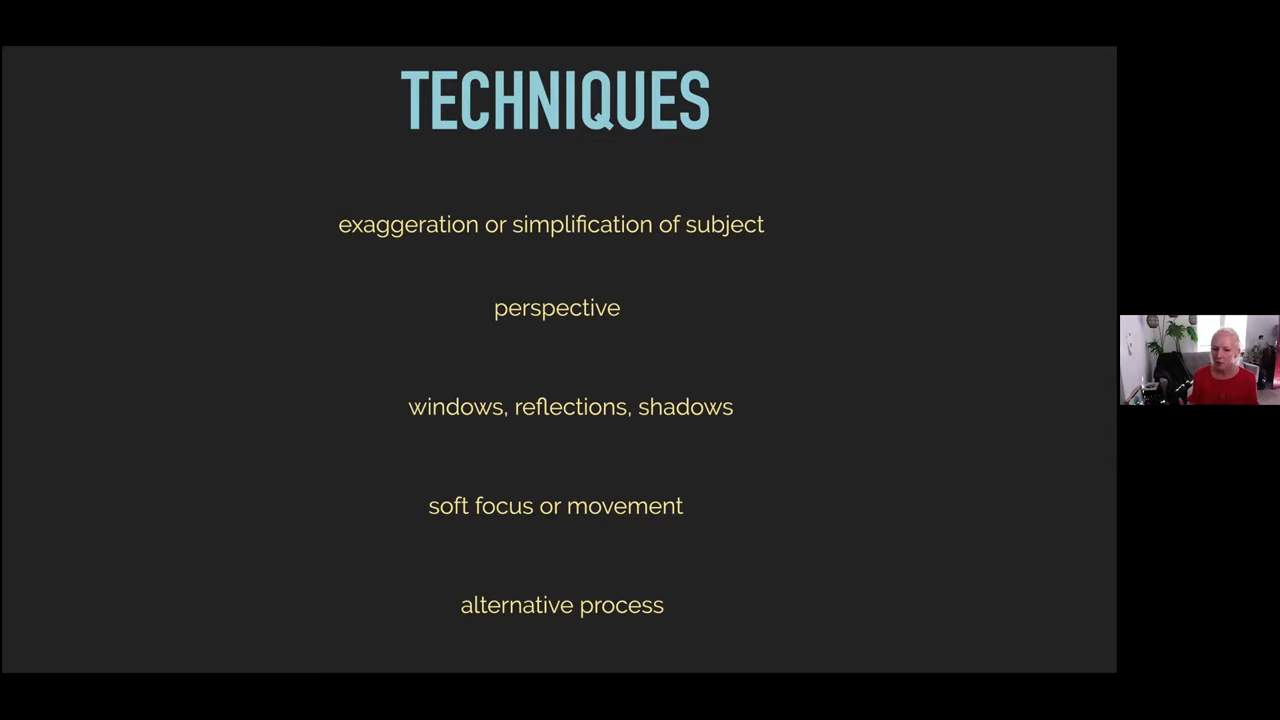 TECHNIQUES
exaggeration or simplification of subject
perspective
windows, reflections, shadows
soft focus or movement
alternative process